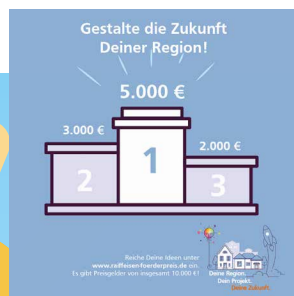 Gestalte die Zukunft
Deiner Region!
5.000 €
3.000 €
2.000 €
1
2
3
Reiche Deine Ideen unter
www.raiffeisen-foerderpreis.de ein.
Es gibt Preisgelder von insgesamt 10.000 €!
Deine Region.
Dein Projekt.
Deine Zukunft.